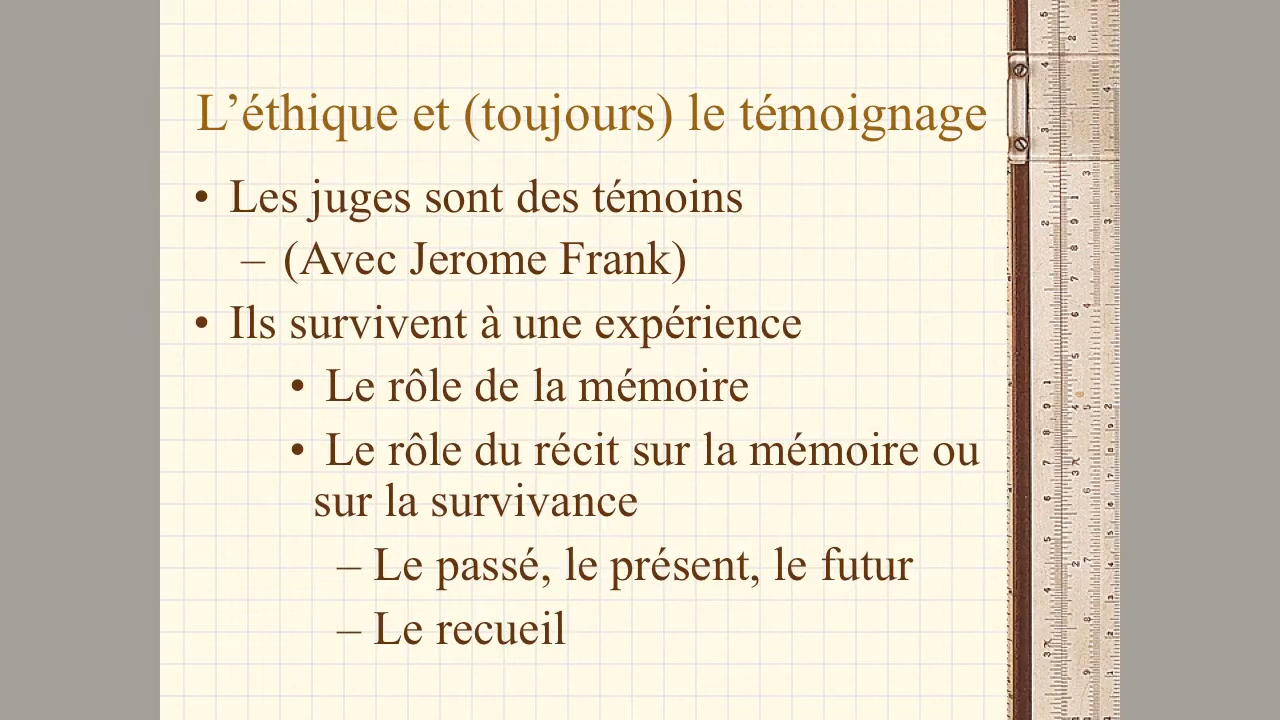 L’éthique et (toujours) le témoignage
• Les juges sont des témoins
– (Avec Jerome Frank)
• Ils survivent à une expérience
• Le rôle de la mémoire
• Le rôle du récit sur la mémoire ou
sur la survivance
– Le passé, le présent, le futur
– Le recueil